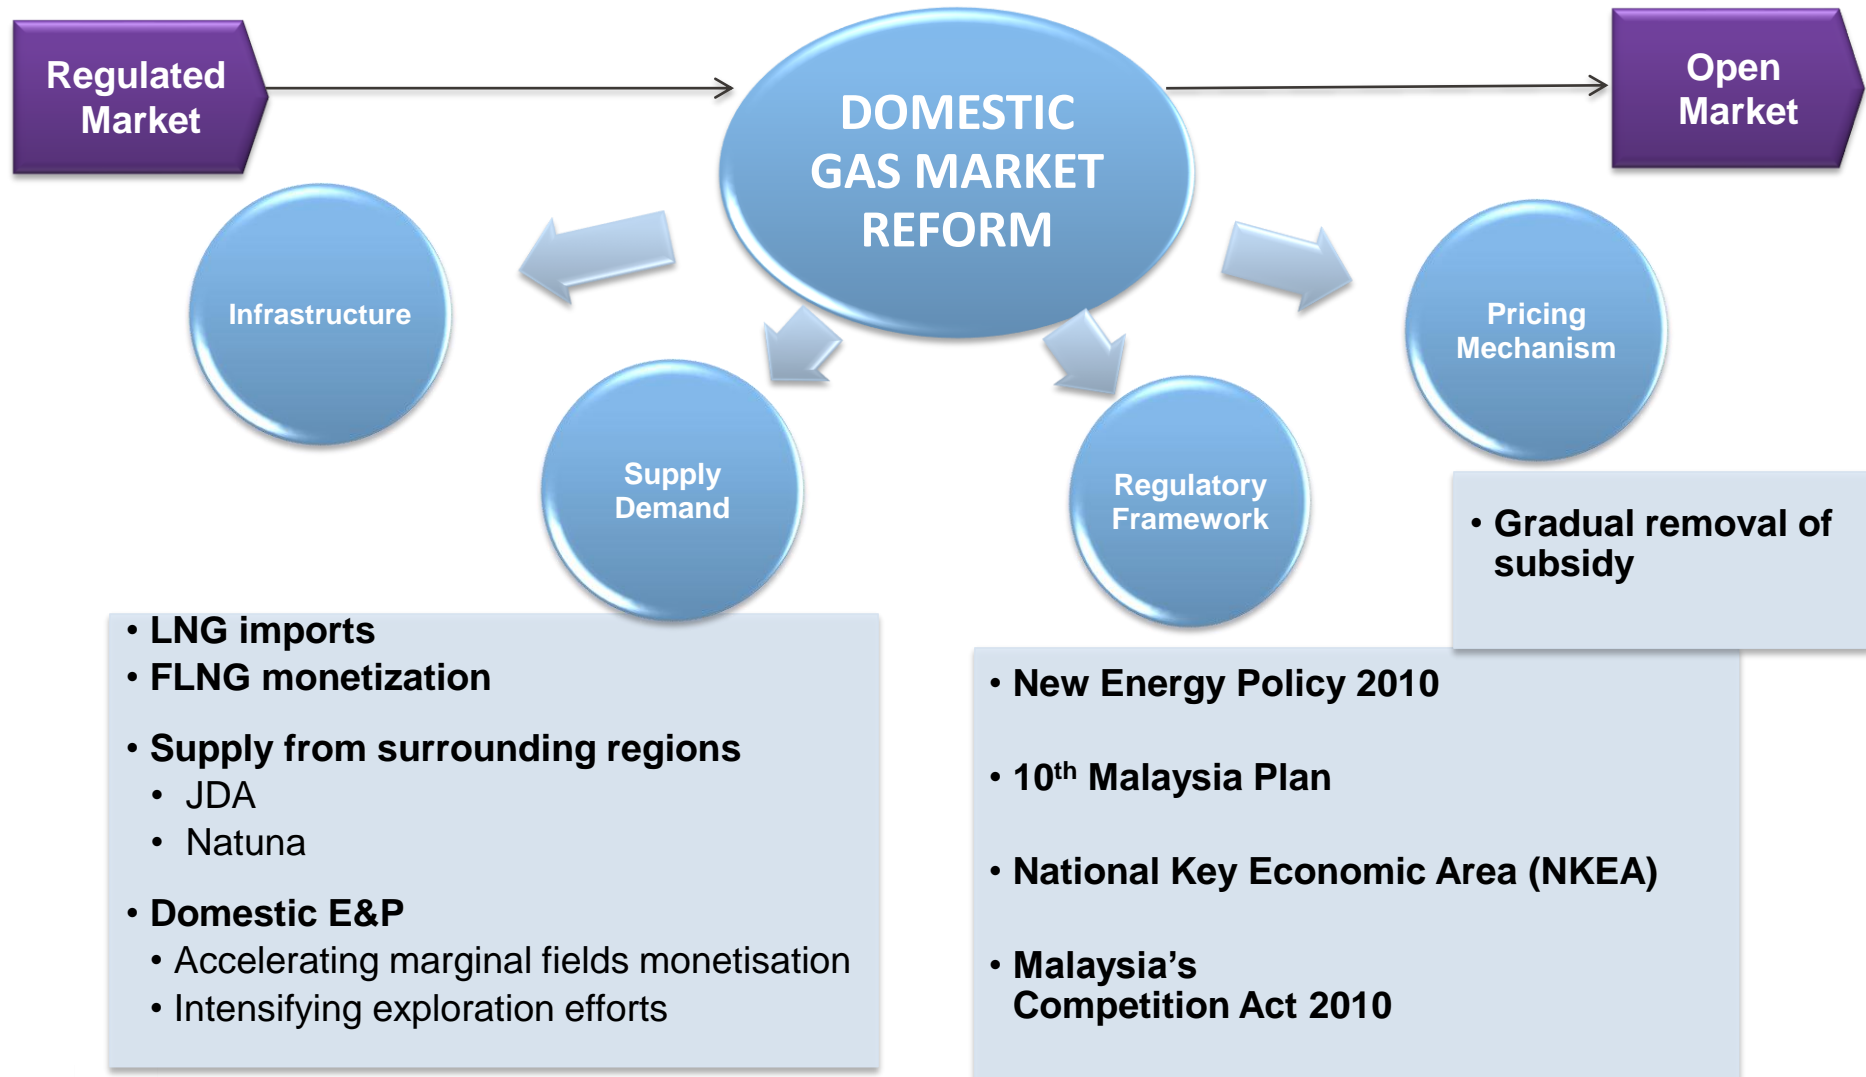 Regulated
Market
DOMESTIC
GAS MARKET
REFORM
Open
Market
Infrastructure
Supply
Demand
Regulatory
Framework
Pricing
Mechanism
• LNG imports
• FLNG monetization
• Supply from surrounding regions
• JDA
• Natuna
• Domestic E&P
• Accelerating marginal fields monetisation
• Intensifying exploration efforts
• New Energy Policy 2010
• 10th Malaysia Plan
• National Key Economic Area (NKEA)
• Malaysia’s
Competition Act 2010
• Gradual removal of
subsidy